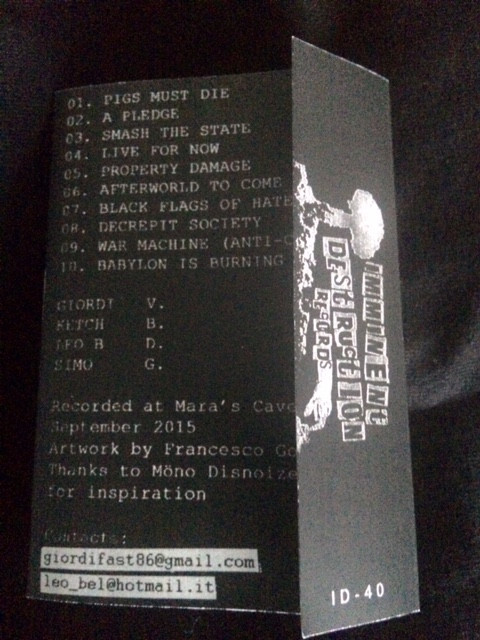 01. PIGS MUST DIE
02. A PLEDGE
03. SMASH THE STATE
04. LIVE FOR NOW
05. PROPERTY DAMAGE
06. AFTERWORLD TO COME
07. BLACK FLAGS OF HATE
08. DECREPIT SOCIETY
09. WAR MACHINE (ANTI-
10. BABYLON IS BURNING
GIORDI V.
KETCH B.
LEO B D.
SIMO G.
Recorded at Mara's Cave
September 2015
Artwork by Francesco
Thanks to Möno Disnoize
for inspiration
Contacts:
giordifast86@gmail.com
leo_bel@hotmail.it
IMMINENT
DESTRUCTION
RECORDS
ID-40